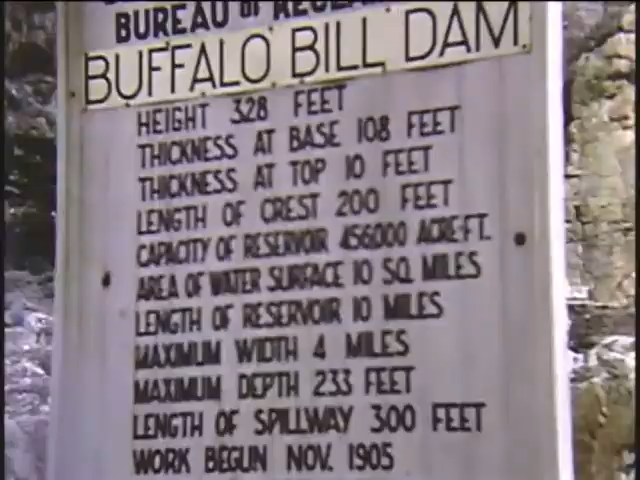 BUREAU OF
BUFFALO BILL DAM
HEIGHT 328 FEET
THICKNESS AT BASE 108 FEET
THICKNESS AT TOP 10 FEET
LENGTH OF CREST 200 FEET
CAPACITY OF RESERVOIR 456000 ACRE-FT.
AREA OF WATER SURFACE 10 SQ. MILES
LENGTH OF RESERVOIR 10 MILES
MAXIMUM WIDTH 4 MILES
MAXIMUM DEPTH 233 FEET
LENGTH OF SPILLWAY 300 FEET
WORK BEGUN NOV. 1905